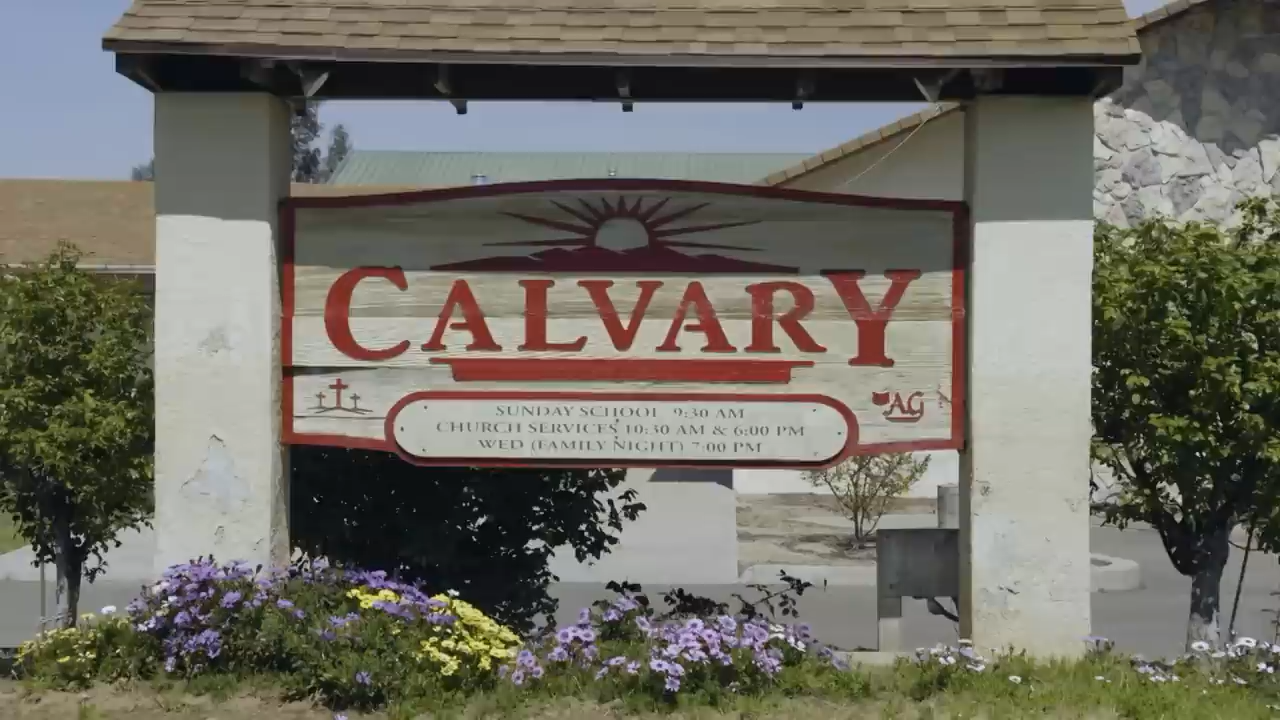 CALVARY
AG
SUNDAY SCHOOL 9:30 AM
CHURCH SERVICES 10:30 AM & 6:00 PM
WED (FAMILY NIGHT) 7:00 PM